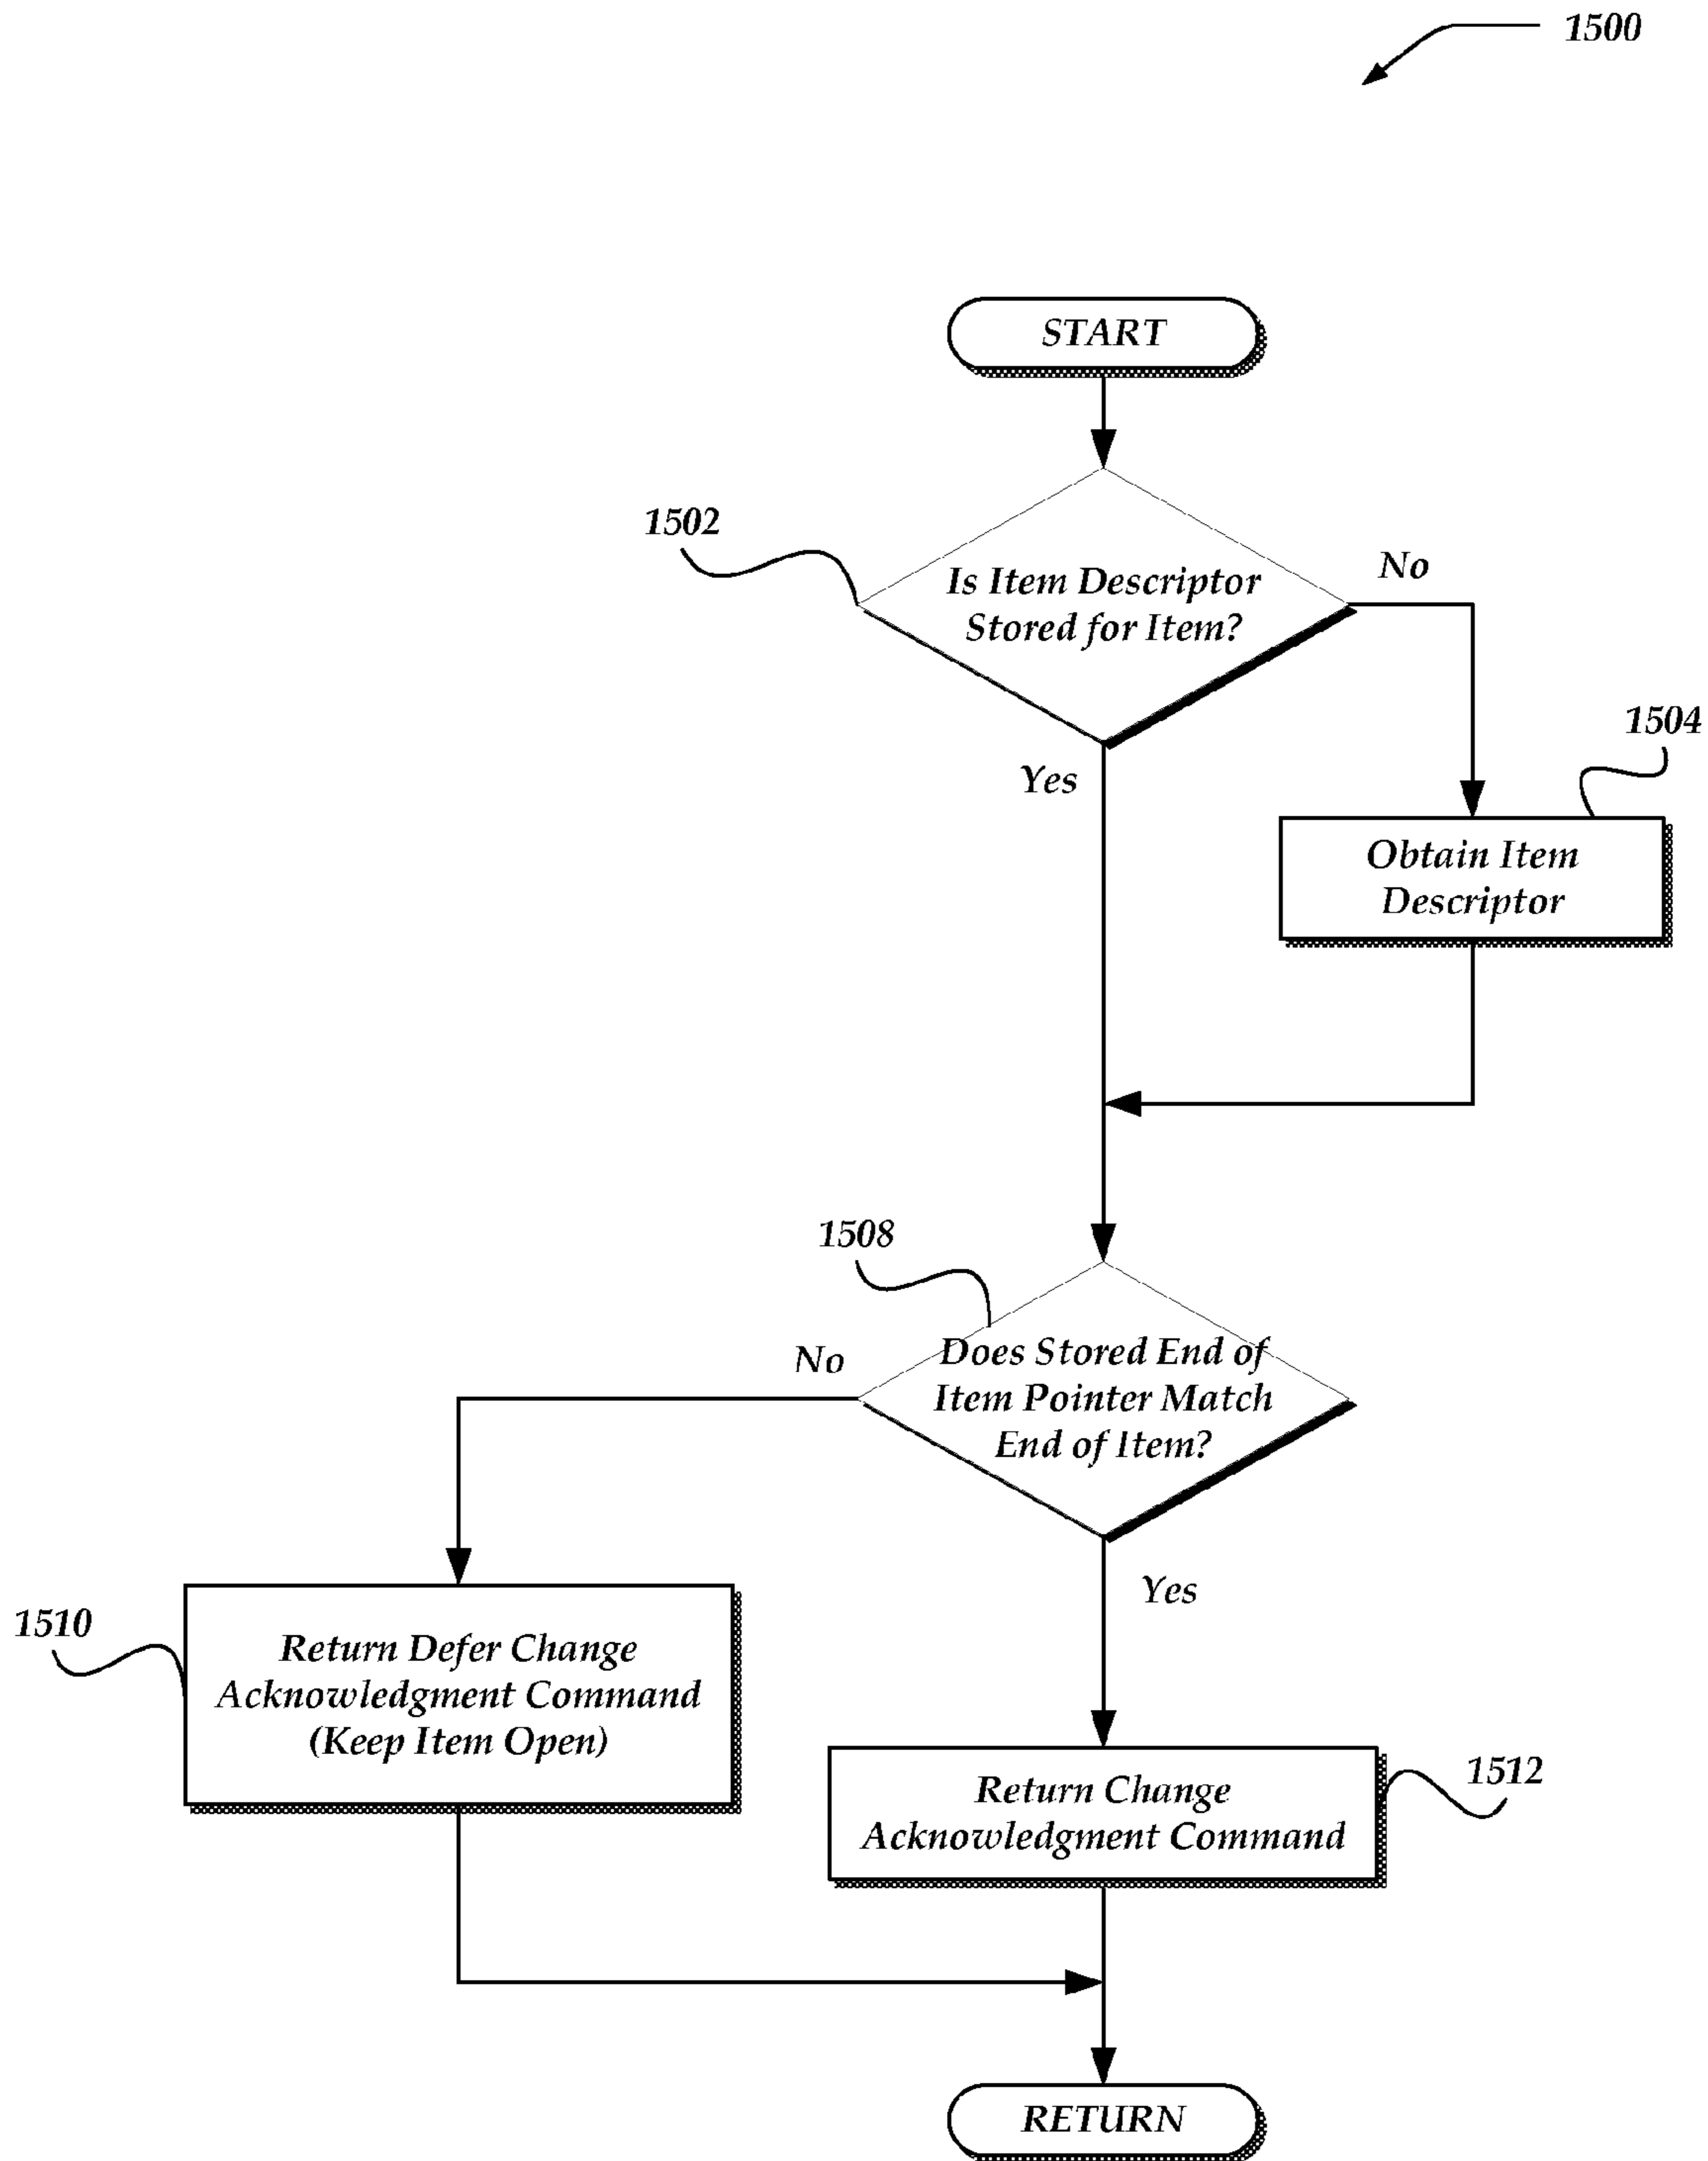 1500
START
1502
Is Item Descriptor
Stored for Item?
No
Yes
1504
Obtain Item
Descriptor
1508
Does Stored End of
Item Pointer Match
End of Item?
No
Yes
1510
Return Defer Change
Acknowledgment Command
(Keep Item Open)
1512
Return Change
Acknowledgment Command
RETURN